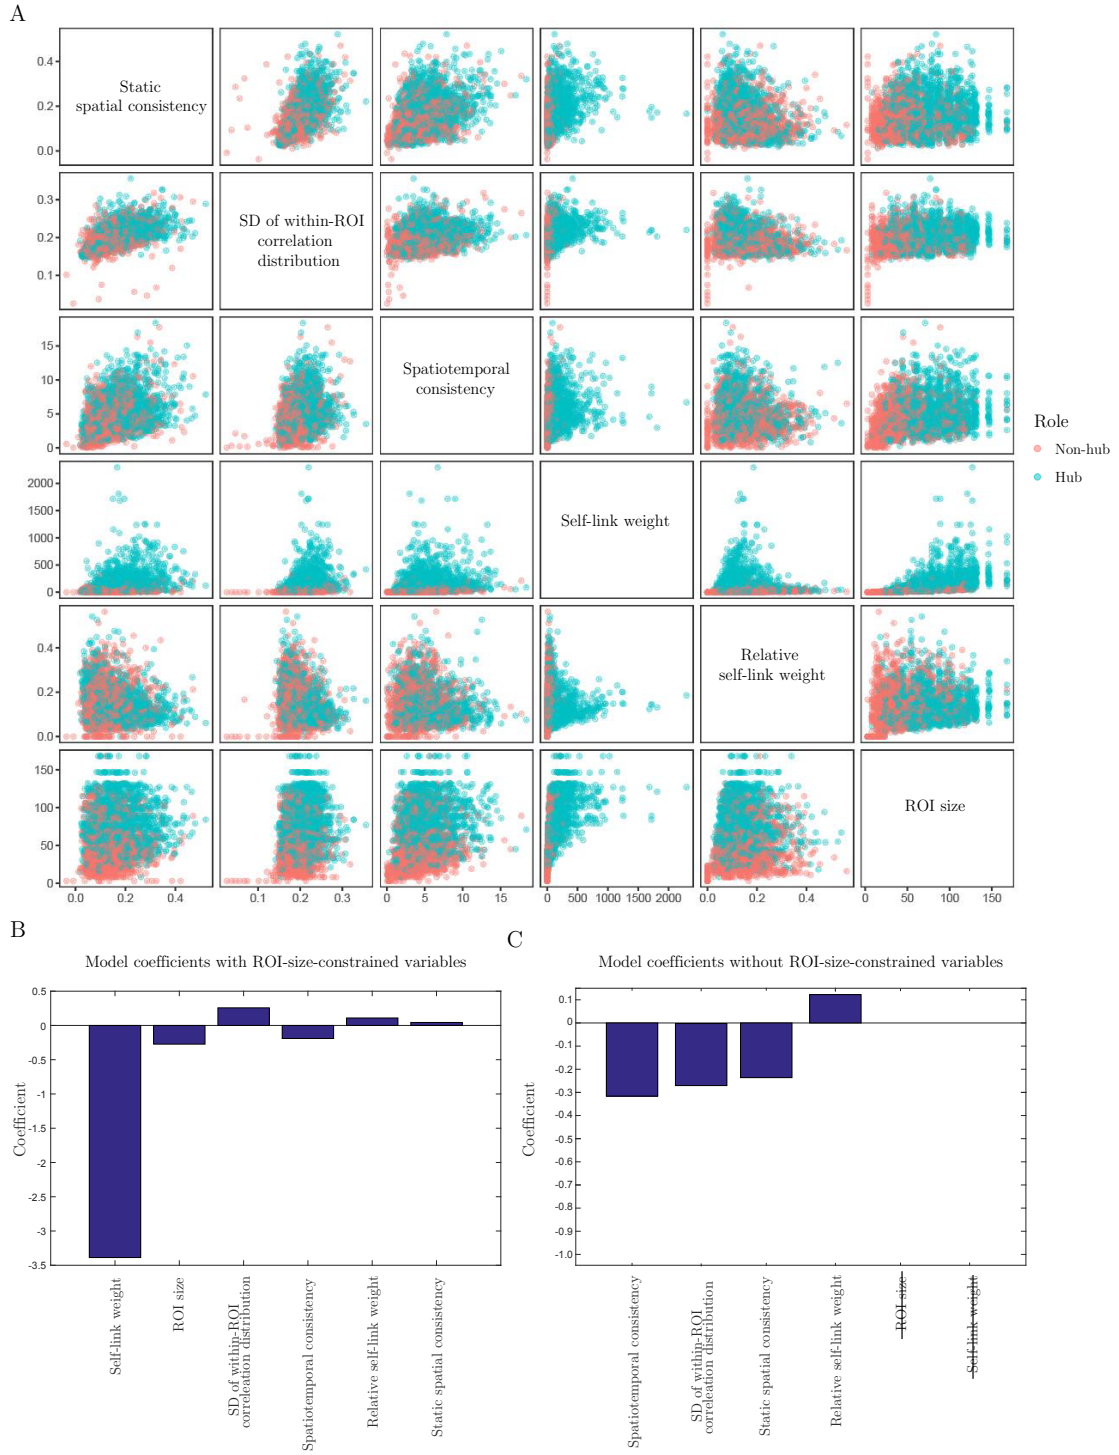 A
Static
spatial consistency
0.4
0.2
0.0
SD of within-ROI
correlation
distribution
0.3
0.2
0.1
Spatiotemporal
consistency
15
10
5
0
Role
Non-hub
Hub
Self-link weight
2000
1500
1000
500
0
Relative
self-link weight
0.4
0.2
0.0
ROI size
150
100
50
0
0.0 0.2 0.4 0.1 0.2 0.3 0 5 10 15 0 500 1000 1500 2000 0.0 0.2 0.4 0 50 100 150
B
Model coefficients with ROI-size-constrained variables
Coefficient
0.5
0
-0.5
-1
-1.5
-2
-2.5
-3
-3.5
Self-link weight
ROI size
SD of within-ROI
correleation distribution
Spatiotemporal consistency
Relative self-link weight
Static spatial consistency
C
Model coefficients without ROI-size-constrained variables
Coefficient
0.1
0
-0.1
-0.2
-0.3
-0.4
-0.5
-0.6
-0.7
-0.8
-0.9
-1.0
Spatiotemporal consistency
SD of within-ROI
correleation distribution
Static spatial consistency
Relative self-link weight
ROI size
Self-link weight